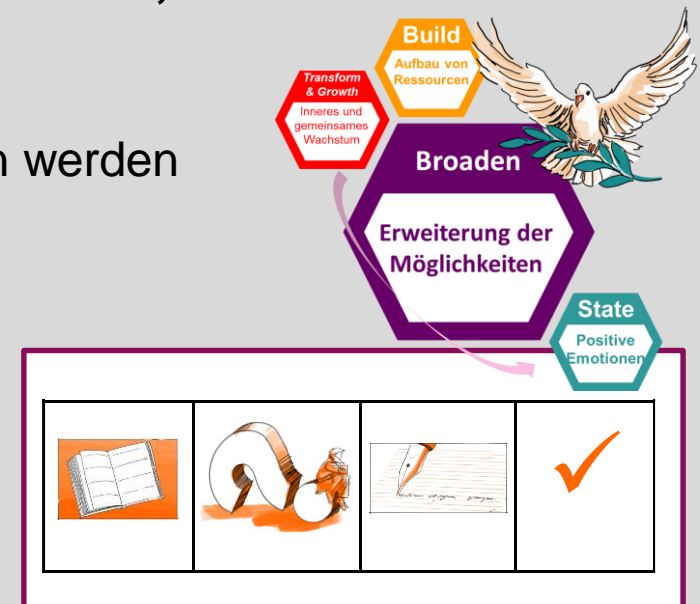 Build
Aufbau von
Ressourcen
Transform
& Growth
Inneres und
gemeinsames
Wachstum
werden
Broaden
Erweiterung der
Möglichkeiten
State
Positive
Emotionen